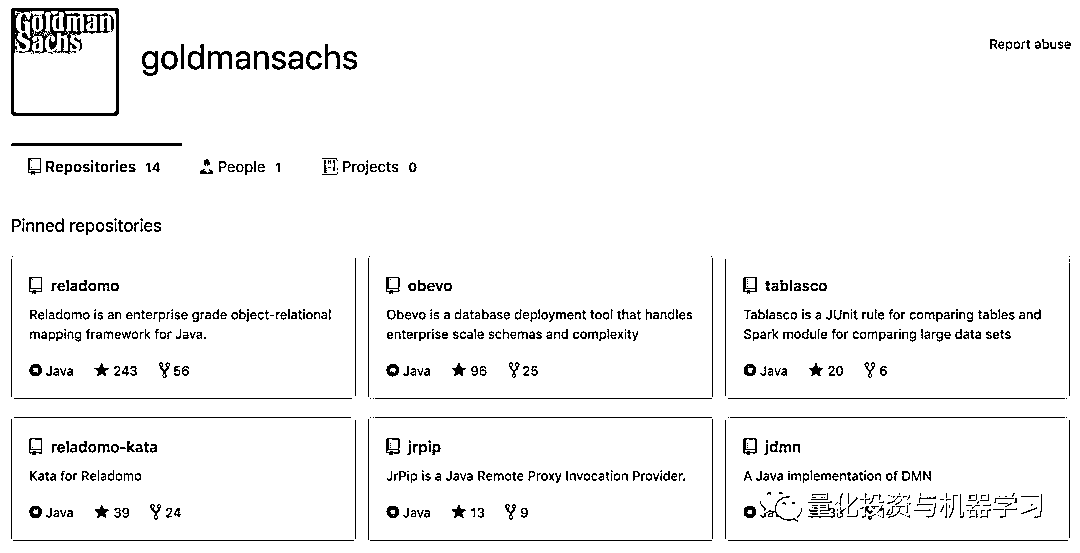 Goldman
Sachs
goldmansachs
Report abuse
Repositories 14 People 1 Projects 0
Pinned repositories
reladomo
Reladomo is an enterprise grade object-relational
mapping framework for Java.
Java 243 56
obevo
Obevo is a database deployment tool that handles
enterprise scale schemas and complexity
Java 96 25
tablasco
Tablasco is a JUnit rule for comparing tables and
Spark module for comparing large data sets
Java 20 6
reladomo-kata
Kata for Reladomo
Java 39 24
jrpip
JrPip is a Java Remote Proxy Invocation Provider.
Java 13 9
jdmn
A Java implementation of DMN
量化投资与机器学习